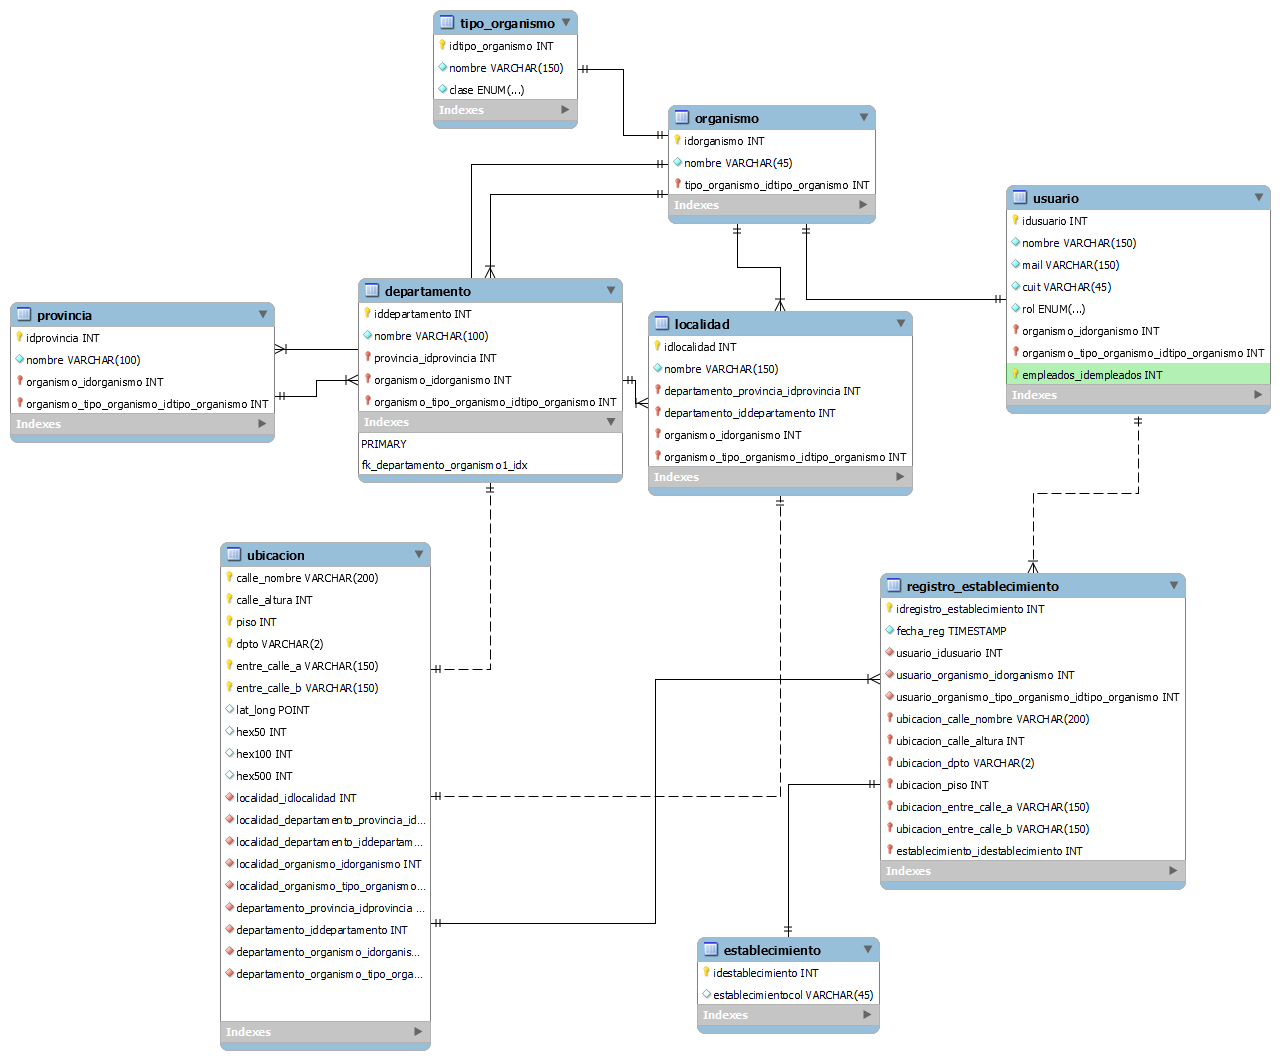 tipo_organismo
idtipo_organismo INT
nombre VARCHAR(150)
clase ENUM(...)
Indexes
organismo
idorganismo INT
nombre VARCHAR(45)
tipo_organismo_idtipo_organismo INT
Indexes
usuario
idusuario INT
nombre VARCHAR(150)
mail VARCHAR(150)
cuit VARCHAR(45)
rol ENUM(...)
organismo_idorganismo INT
organismo_tipo_organismo_idtipo_organismo INT
empleados_idempleados INT
Indexes
provincia
idprovincia INT
nombre VARCHAR(100)
organismo_idorganismo INT
organismo_tipo_organismo_idtipo_organismo INT
Indexes
departamento
iddepartamento INT
nombre VARCHAR(100)
provincia_idprovincia INT
organismo_idorganismo INT
organismo_tipo_organismo_idtipo_organismo INT
Indexes
PRIMARY
fk_departamento_organismo1_idx
localidad
idlocalidad INT
nombre VARCHAR(150)
departamento_provincia_idprovincia INT
departamento_iddepartamento INT
organismo_idorganismo INT
organismo_tipo_organismo_idtipo_organismo INT
Indexes
ubicacion
calle_nombre VARCHAR(200)
calle_altura INT
piso INT
dpto VARCHAR(2)
entre_calle_a VARCHAR(150)
entre_calle_b VARCHAR(150)
lat_long POINT
hex50 INT
hex100 INT
hex500 INT
localidad_idlocalidad INT
localidad_departamento_provincia_id...
localidad_departamento_iddepartam...
localidad_organismo_idorganismo INT
localidad_organismo_tipo_organismo...
departamento_provincia_idprovincia ...
departamento_iddepartamento INT
departamento_organismo_idorganis...
departamento_organismo_tipo_orga...
Indexes
registro_establecimiento
idregistro_establecimiento INT
fecha_reg TIMESTAMP
usuario_idusuario INT
usuario_organismo_idorganismo INT
usuario_organismo_tipo_organismo_idtipo_organismo INT
ubicacion_calle_nombre VARCHAR(200)
ubicacion_calle_altura INT
ubicacion_dpto VARCHAR(2)
ubicacion_piso INT
ubicacion_entre_calle_a VARCHAR(150)
ubicacion_entre_calle_b VARCHAR(150)
establecimiento_idestablecimiento INT
Indexes
establecimiento
idestablecimiento INT
establecimientocol VARCHAR(45)
Indexes